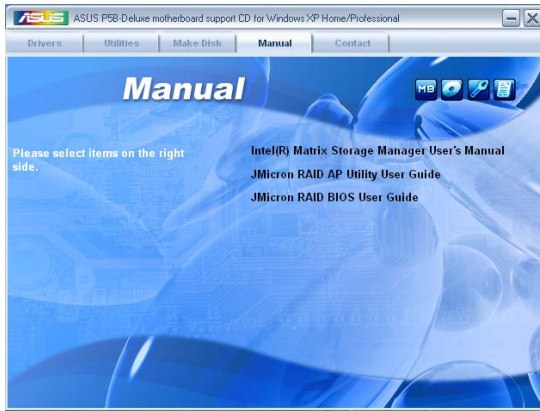 ASUS ASUS P5B-Deluxe motherboard support CD for Windows XP Home/Professional
Drivers Utilities Make Disk Manual Contact
Manual
MB
Please select items on the right
side.
Intel(R) Matrix Storage Manager User's Manual
JMicron RAID AP Utility User Guide
JMicron RAID BIOS User Guide